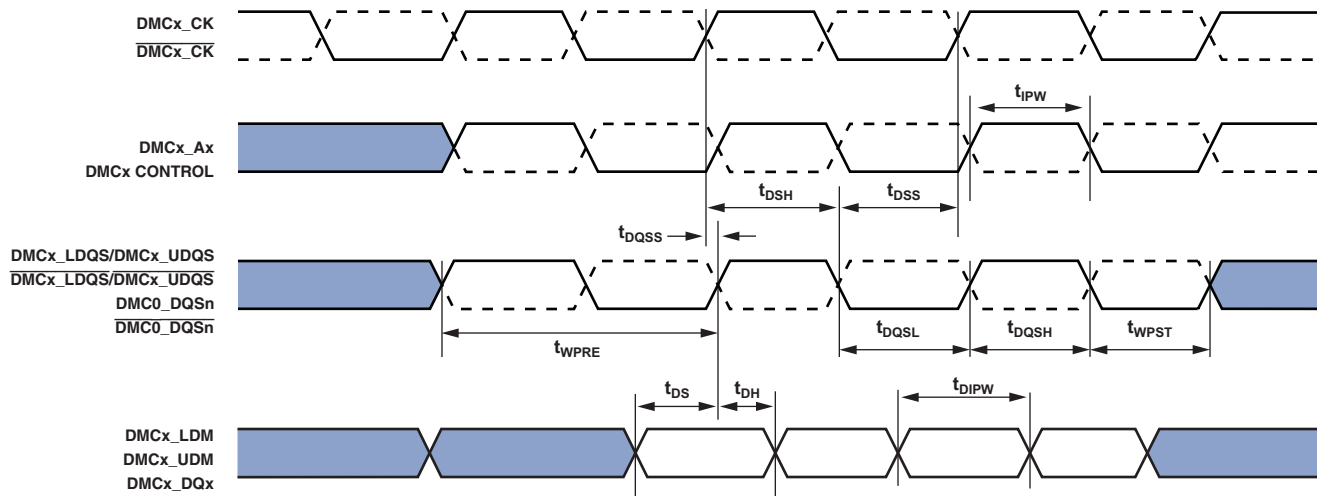 DMCx_CK
DMCx_CK
tIPW
DMCx_Ax
DMCx CONTROL
tDSH
tDSS
tDQSS
DMCx_LDQS/DMCx_UDQS
DMCx_LDQS/DMCx_UDQS
DMC0_DQSn
DMC0_DQSn
tWPRE
tDQSL
tDQSH
tWPST
tDS
tDH
tDIPW
DMCx_LDM
DMCx_UDM
DMCx_DQx